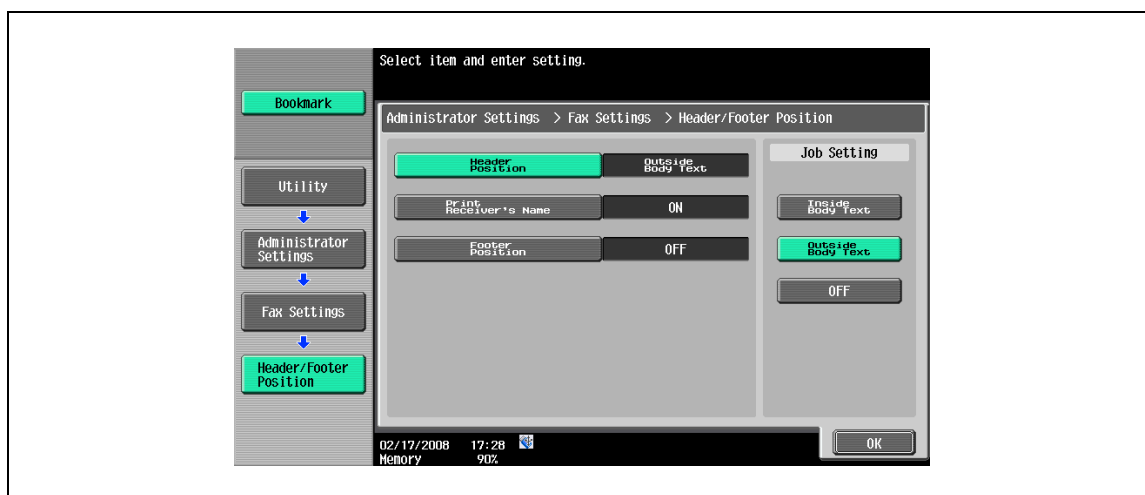 Select item and enter setting.
Bookmark
Administrator Settings > Fax Settings > Header/Footer Position
Utility
Administrator
Settings
Fax Settings
Header/Footer
Position
Header
Position
Outside
Body Text
Print
Receiver's Name
ON
Footer
Position
OFF
Job Setting
Inside
Body Text
Outside
Body Text
OFF
02/17/2008 17:28
Memory 90%
OK